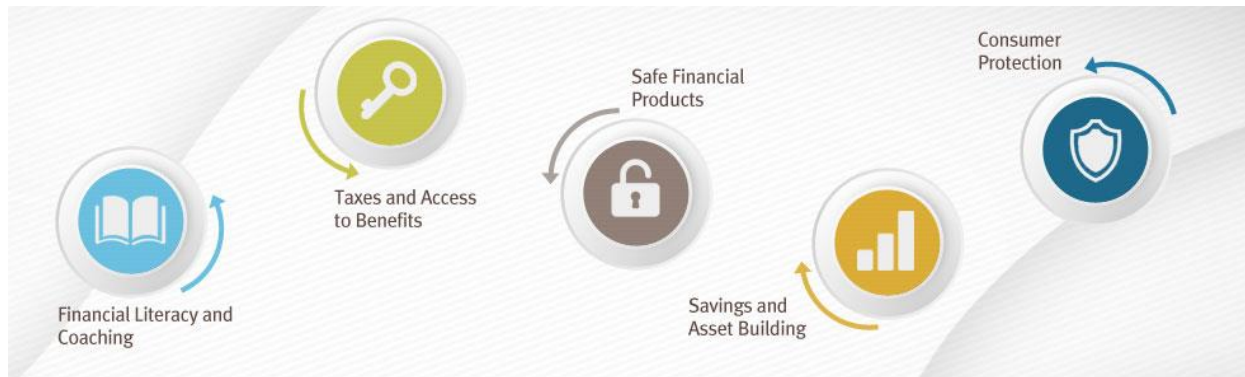 Financial Literacy and
Coaching
Taxes and Access
to Benefits
Safe Financial
Products
Savings and
Asset Building
Consumer
Protection